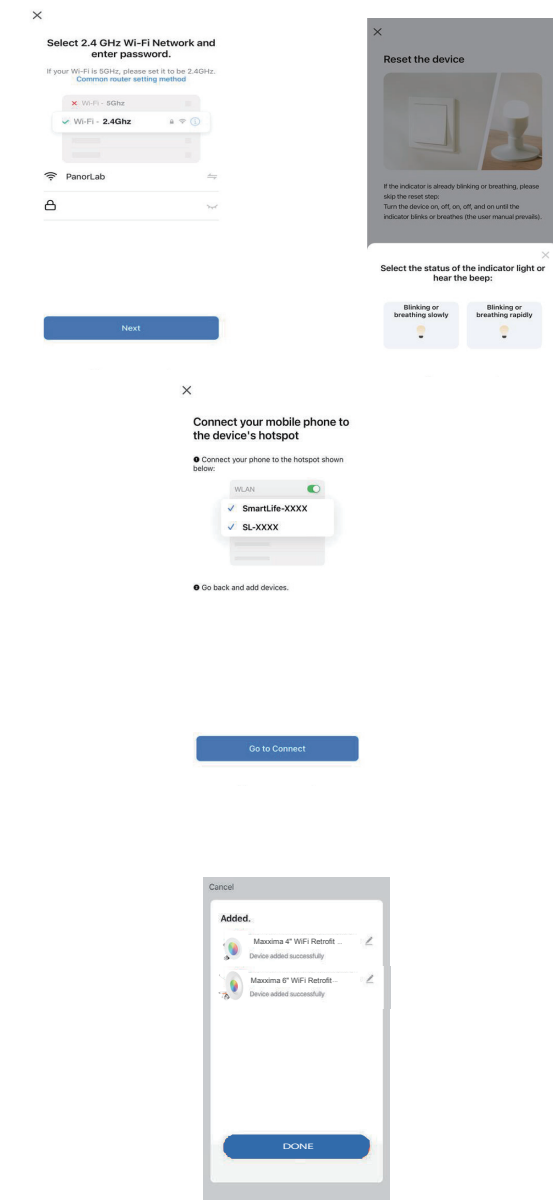 Select 2.4 GHz Wi-Fi Network and
enter password.
If your Wi-Fi is 5GHz, please set it to be 2.4GHz.
Common router setting method
Wi-Fi - 5Ghz
Wi-Fi - 2.4Ghz
PanorLab
Next
Reset the device
If the indicator is already blinking or breathing, please
skip the reset step:
Turn the device on, off, on, off, and on until the
indicator blinks or breathes (the user manual prevails).
Select the status of the indicator light or
hear the beep:
Blinking or
breathing slowly
Blinking or
breathing rapidly
Connect your mobile phone to
the device's hotspot
❶ Connect your phone to the hotspot shown
below:
WLAN
SmartLife-XXXX
SL-XXXX
❷ Go back and add devices.
Go to Connect
Cancel
Added.
Maxxima 4" WiFi Retrofit ...
Device added successfully
Maxxima 6" WiFi Retrofit...
Device added successfully
DONE